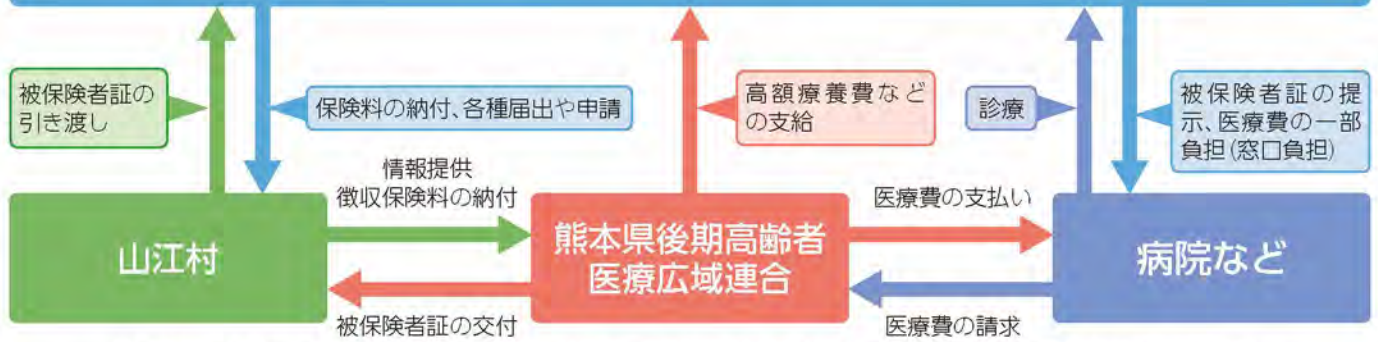 被保険者証の
引き渡し
保険料の納付、各種届出や申請
高額療養費など
の支給
診療
被保険者証の提
示、医療費の一部
負担(窓口負担)
情報提供
徴収保険料の納付
医療費の支払い
山江村
熊本県後期高齢者
医療広域連合
病院など
被保険者証の交付
医療費の請求